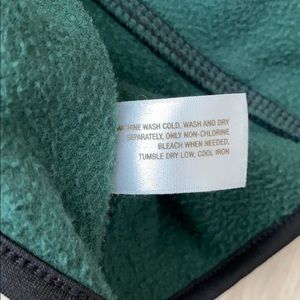 MACHINE WASH COLD, WASH AND DRY
SEPARATELY, ONLY NON-CHLORINE
BLEACH WHEN NEEDED,
TUMBLE DRY LOW, COOL IRON